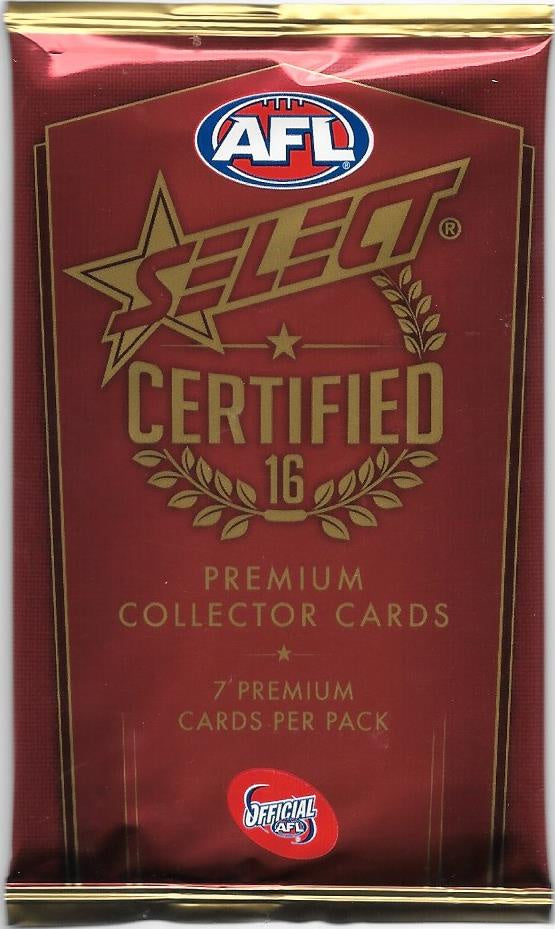 AFL®
SELECT®
CERTIFIED
16
PREMIUM
COLLECTOR CARDS
7 PREMIUM
CARDS PER PACK
OFFICIAL
AFL